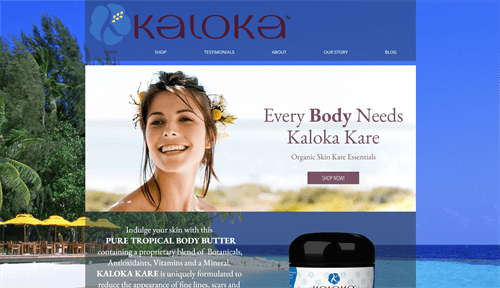 KALOKA™
SHOP TESTIMONIALS ABOUT OUR STORY BLOG
Every Body Needs
Kaloka Kare
Organic Skin Kare Essentials
SHOP NOW!
Indulge your skin with this
PURE TROPICAL BODY BUTTER
containing a proprietary blend of Botanicals,
Antioxidants, Vitamins and a Mineral.
KALOKA KARE is uniquely formulated to
reduce the appearance of fine lines, scars and
KALOKA